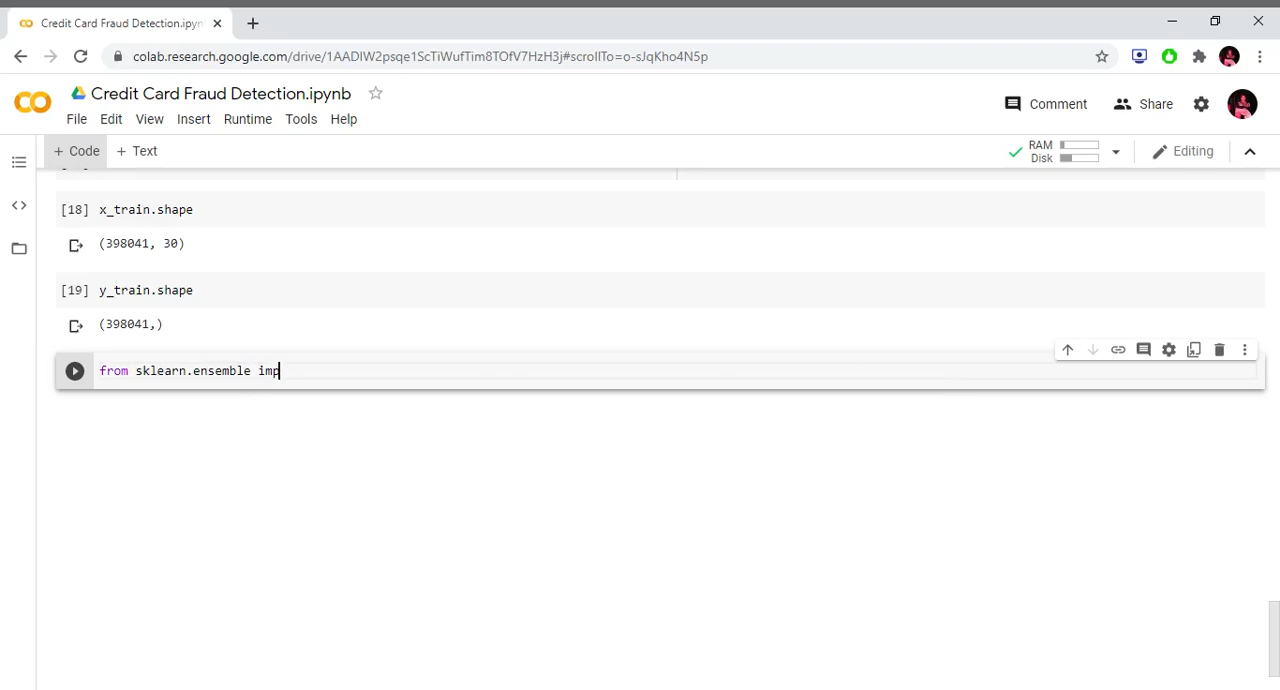 Credit Card Fraud Detection.ipyn
colab.research.google.com/drive/1AADIW2psqe1ScTiWufTim8TOfV7HzH3j#scrollTo=o-sJqKho4N5p
Credit Card Fraud Detection.ipynb
Comment
Share
File Edit View Insert Runtime Tools Help
+ Code + Text
RAM
Disk
Editing
[18] x_train.shape
(398041, 30)
[19] y_train.shape
(398041,)
from sklearn.ensemble imp